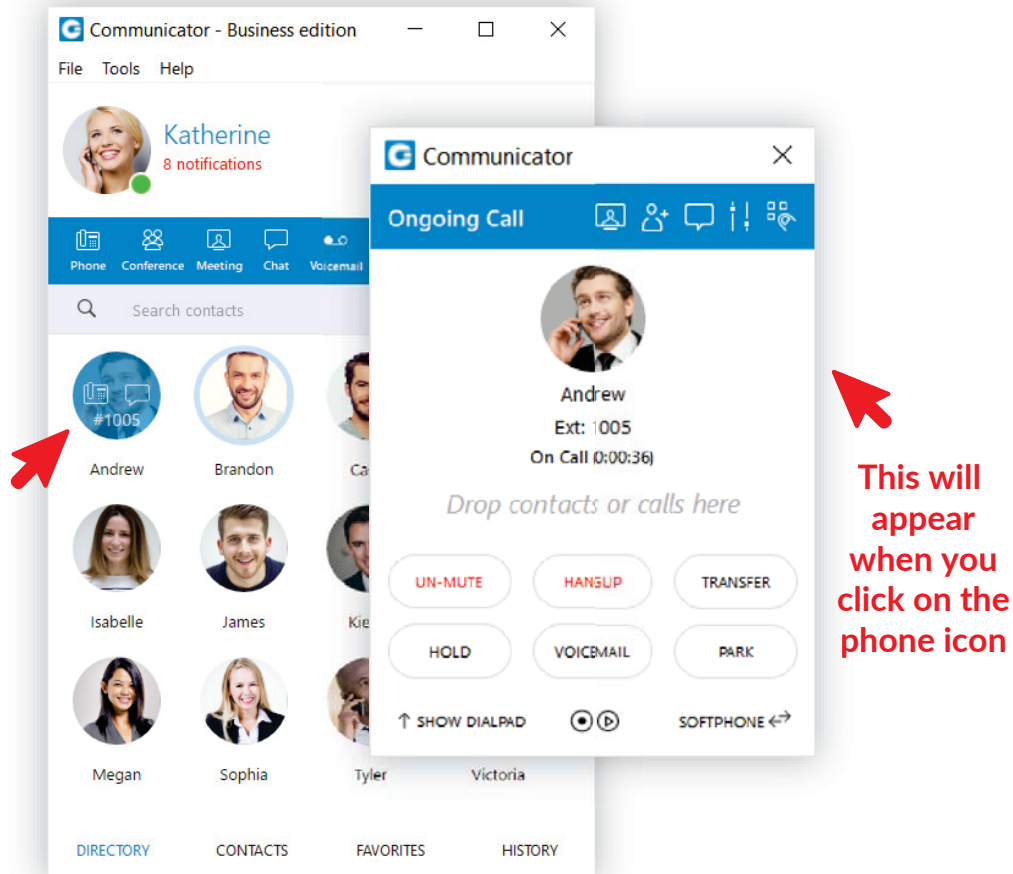 Communicator - Business edition
File Tools Help
Katherine
8 notifications
Phone Conference Meeting Chat Voicemail
Search contacts
#1005
Andrew Brandon Ca
Isabelle James Kie
Megan Sophia Tyler Victoria
DIRECTORY CONTACTS FAVORITES HISTORY
Communicator
Ongoing Call
Andrew
Ext: 1005
On Call (0:00:36)
Drop contacts or calls here
UN-MUTE HANGUP TRANSFER
HOLD VOICEMAIL PARK
SHOW DIALPAD SOFTPHONE
This will
appear
when you
click on the
phone icon